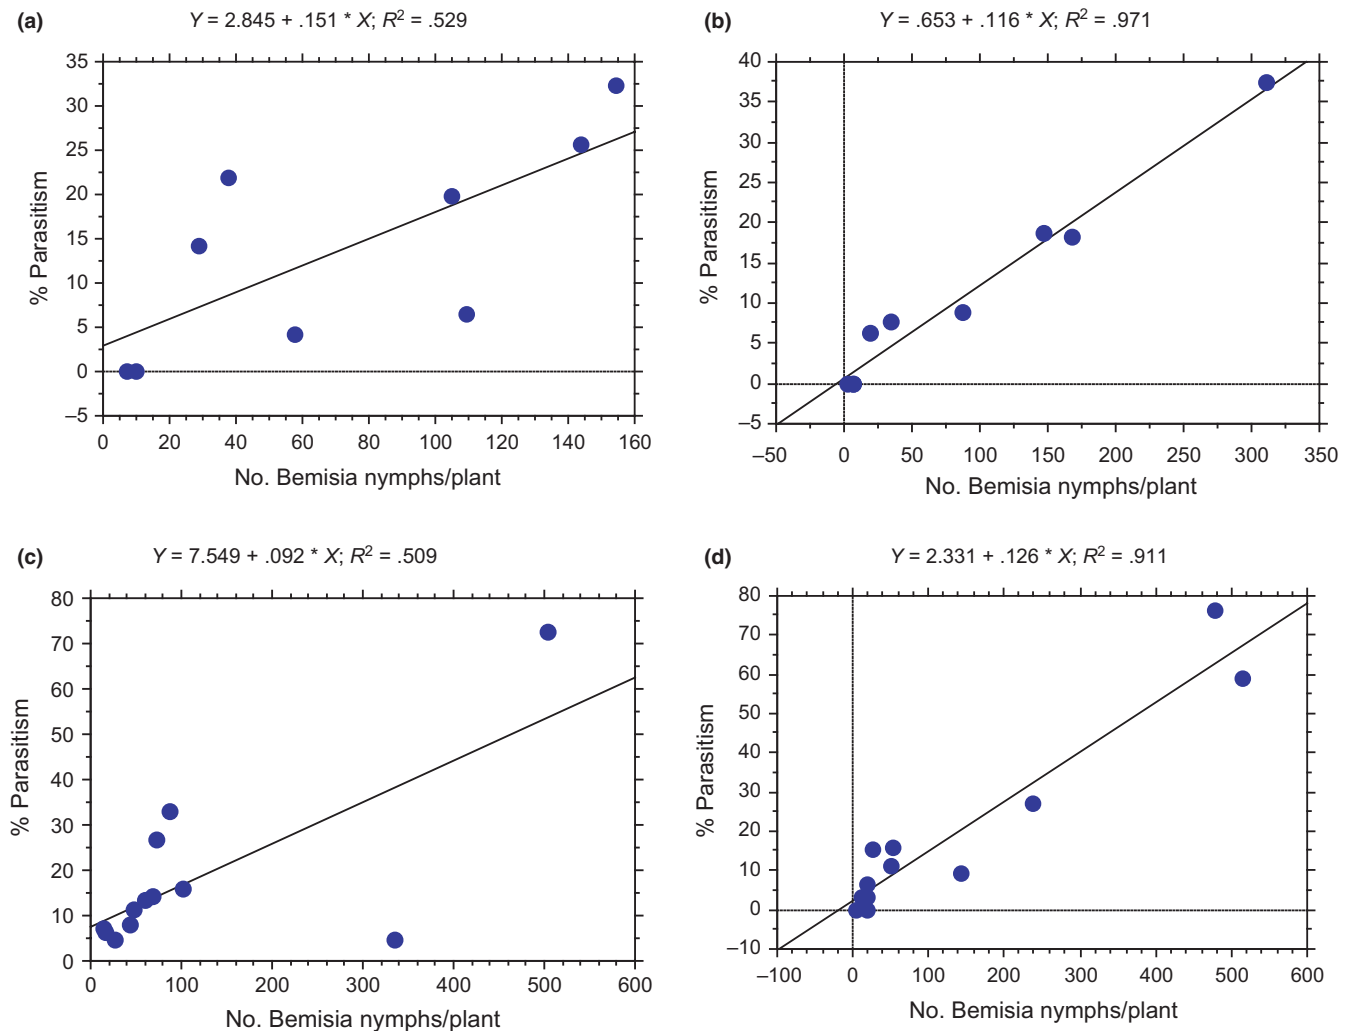 (a)
Y = 2.845 + .151 * X; R² = .529
35
30
25
20
15
10
5
0
–5
% Parasitism
0 20 40 60 80 100 120 140 160
No. Bemisia nymphs/plant
(b)
Y = .653 + .116 * X; R² = .971
40
35
30
25
20
15
10
5
0
–5
% Parasitism
–50 0 50 100 150 200 250 300 350
No. Bemisia nymphs/plant
(c)
Y = 7.549 + .092 * X; R² = .509
80
70
60
50
40
30
20
10
0
% Parasitism
0 100 200 300 400 500 600
No. Bemisia nymphs/plant
(d)
Y = 2.331 + .126 * X; R² = .911
80
70
60
50
40
30
20
10
0
–10
% Parasitism
–100 0 100 200 300 400 500 600
No. Bemisia nymphs/plant